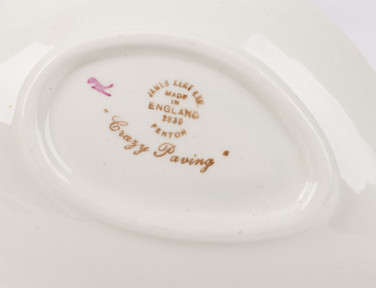 JAMES KENT LTD.
MADE
IN
ENGLAND
FENTON
"Crazy Paving"